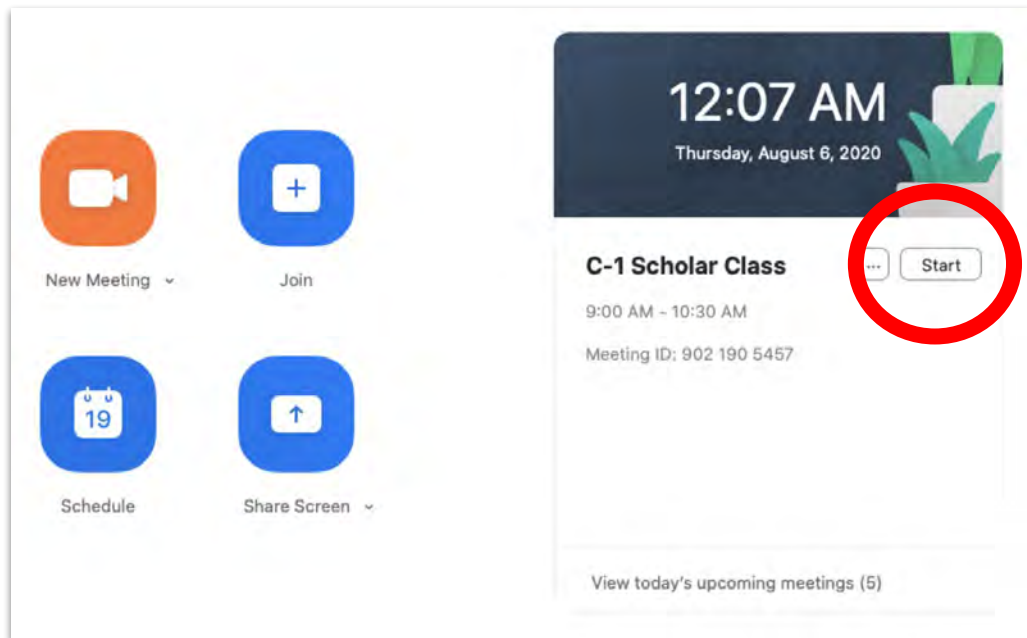 12:07 AM
Thursday, August 6, 2020
New Meeting
Join
C-1 Scholar Class
... Start
9:00 AM - 10:30 AM
Meeting ID: 902 190 5457
19
Schedule
Share Screen
View today's upcoming meetings (5)